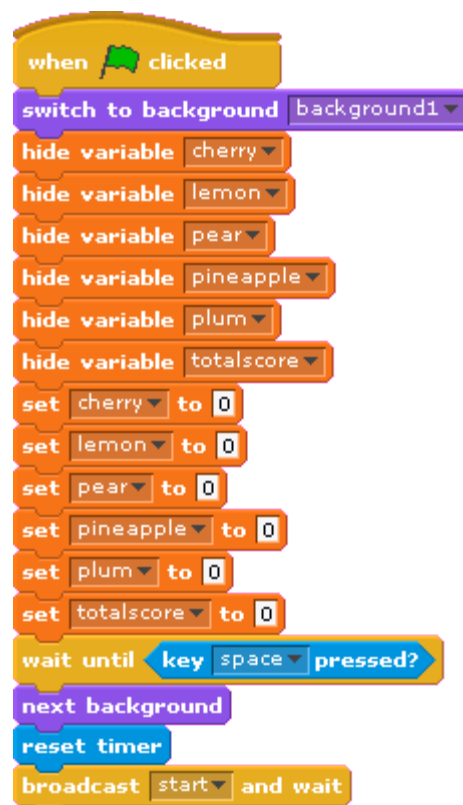 when clicked
switch to background background1
hide variable cherry
hide variable lemon
hide variable pear
hide variable pineapple
hide variable plum
hide variable totalscore
set cherry to 0
set lemon to 0
set pear to 0
set pineapple to 0
set plum to 0
set totalscore to 0
wait until key space pressed?
next background
reset timer
broadcast start and wait